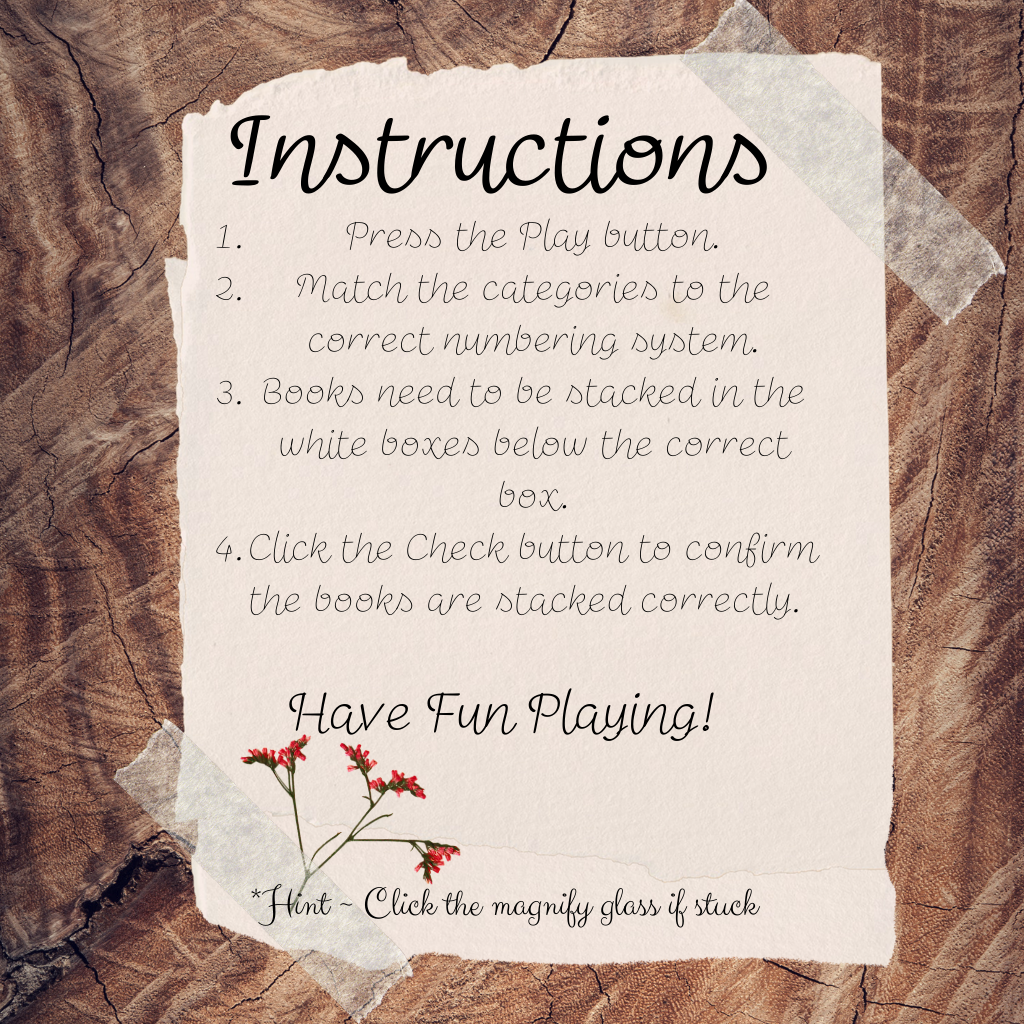 Instructions
1. Press the Play button.
2. Match the categories to the
correct numbering system.
3. Books need to be stacked in the
white boxes below the correct
box.
4. Click the Check button to confirm
the books are stacked correctly.
Have Fun Playing!
*Hint ~ Click the magnify glass if stuck